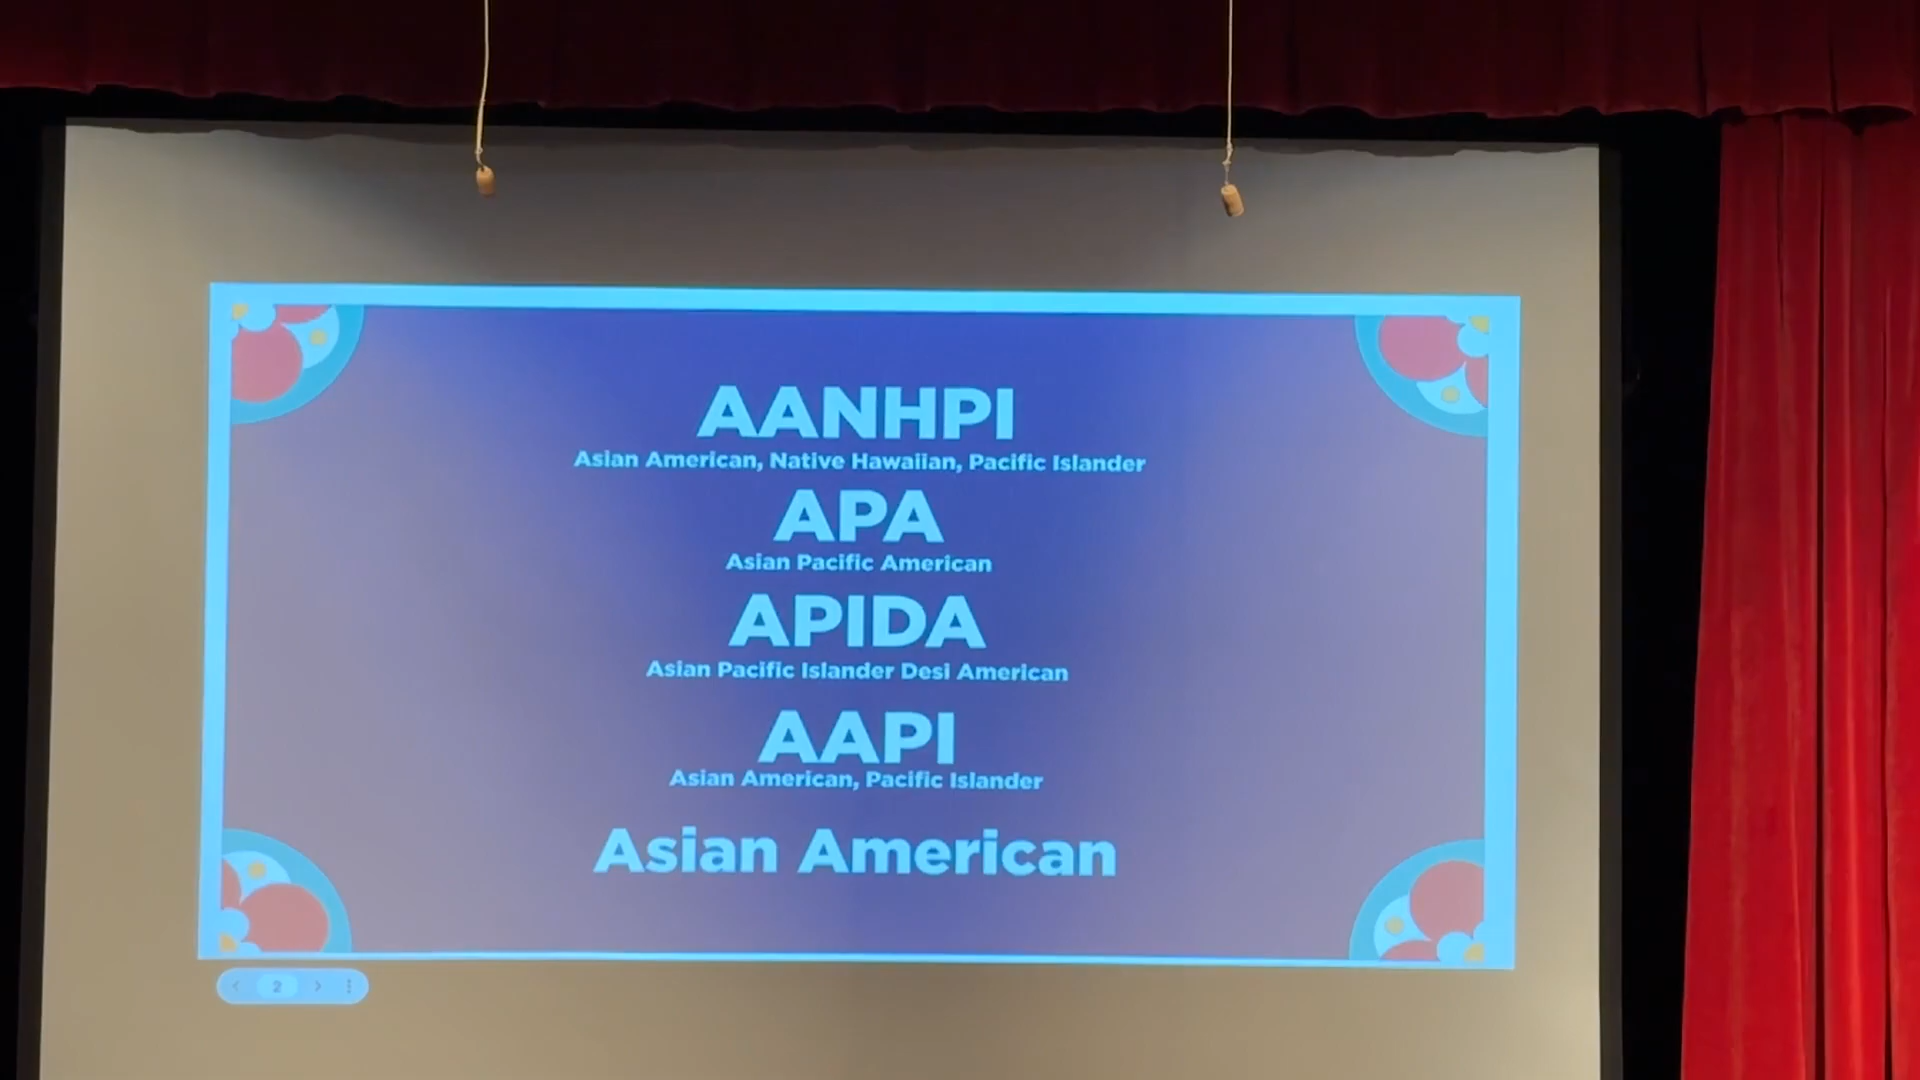 AANHPI
Asian American, Native Hawaiian, Pacific Islander
APA
Asian Pacific American
APIDA
Asian Pacific Islander Desi American
AAPI
Asian American, Pacific Islander
Asian American
2